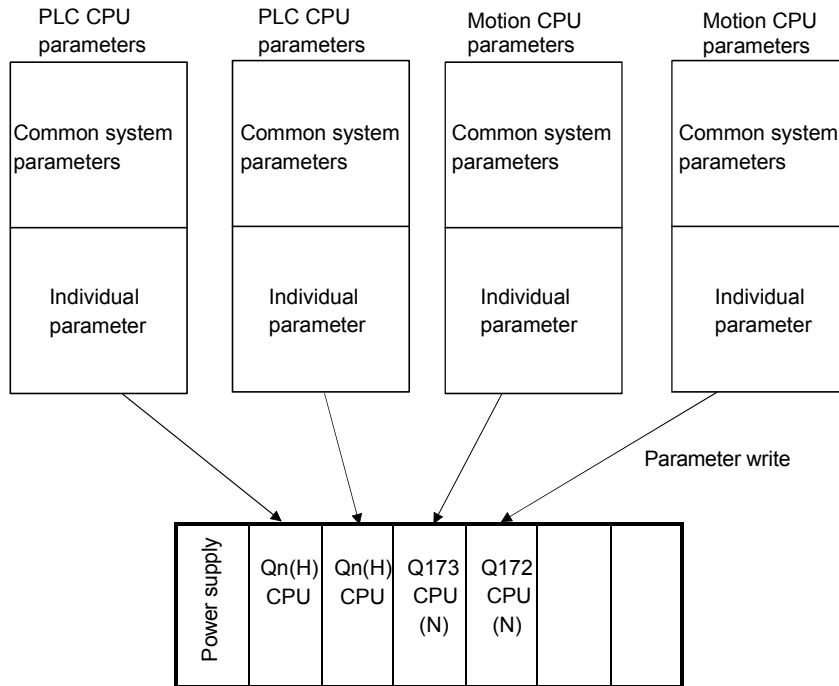 PLC CPU
parameters
PLC CPU
parameters
Motion CPU
parameters
Motion CPU
parameters
Common system
parameters
Common system
parameters
Common system
parameters
Common system
parameters
Individual
parameter
Individual
parameter
Individual
parameter
Individual
parameter
Parameter write
Power supply
Qn(H)
CPU
Qn(H)
CPU
Q173
CPU
(N)
Q172
CPU
(N)